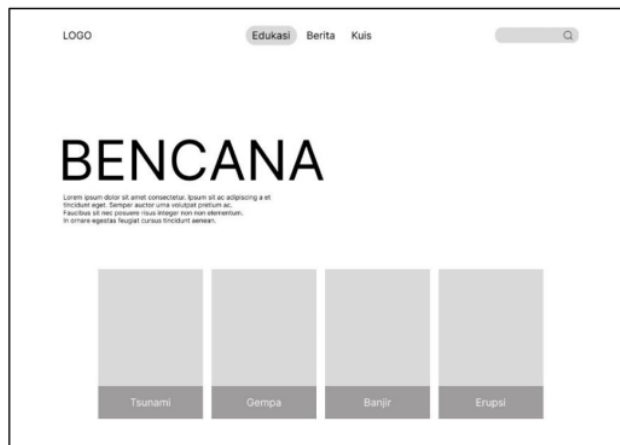 LOGO
Edukasi
Berita
Kuis
BENCANA
Lorem ipsum dolor sit amet consectetur. Ipsum sit ac adipiscing a et
tincidunt eget. Semper auctor urna volutpat pretium ac.
Faucibus sit nec posuere risus integer non non elementum.
In ornare egestas feugiat cursus tincidunt aenean.
Tsunami
Gempa
Banjir
Erupsi